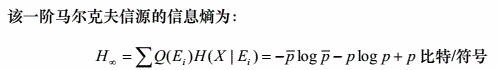 该一阶马尔克夫信源的信息熵为：
H∞ = ∑Q(Eᵢ)H(X | Eᵢ) = −p̅ log p̅ − p log p + p 比特/符号